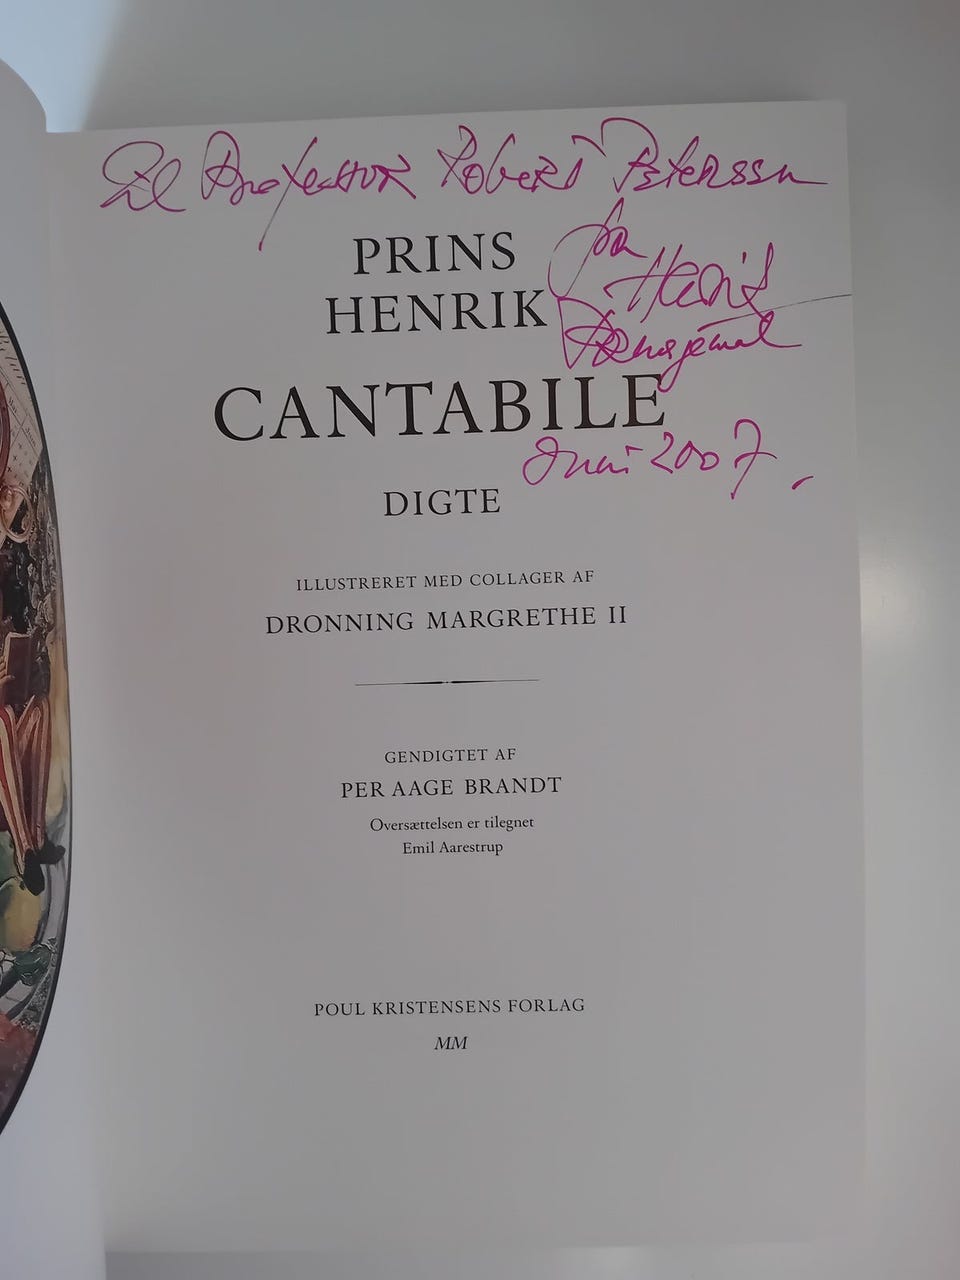 Til Professor Robert Petersson
fra
Henrik
Prinsgemal
PRINS
HENRIK
CANTABILE
Juni 2007.
DIGTE
ILLUSTRERET MED COLLAGER AF
DRONNING MARGRETHE II
GENDIGTET AF
PER AAGE BRANDT
Oversættelsen er tilegnet
Emil Aarestrup
POUL KRISTENSENS FORLAG
MM